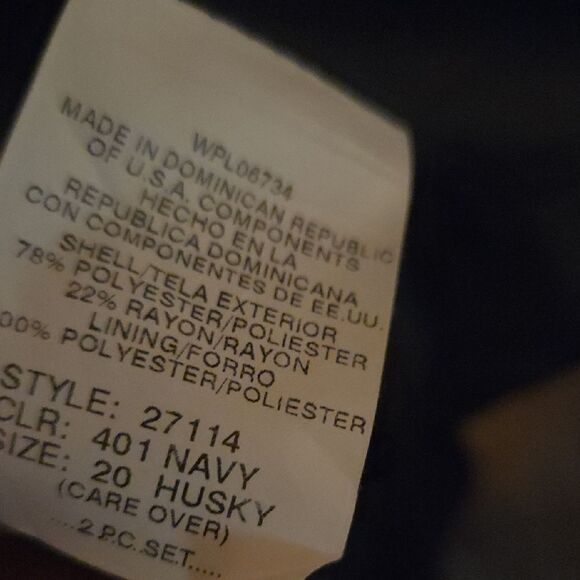 WPL06734
MADE IN DOMINICAN REPUBLIC
OF U.S.A. COMPONENTS
HECHO EN LA
REPUBLICA DOMINICANA
CON COMPONENTES DE EE.UU.
SHELL/TELA EXTERIOR
78% POLYESTER/POLIESTER
22% RAYON/RAYON
LINING/FORRO
00% POLYESTER/POLIESTER
STYLE: 27114
CLR: 401 NAVY
SIZE: 20 HUSKY
(CARE OVER)
.....2 P.C. SET.....